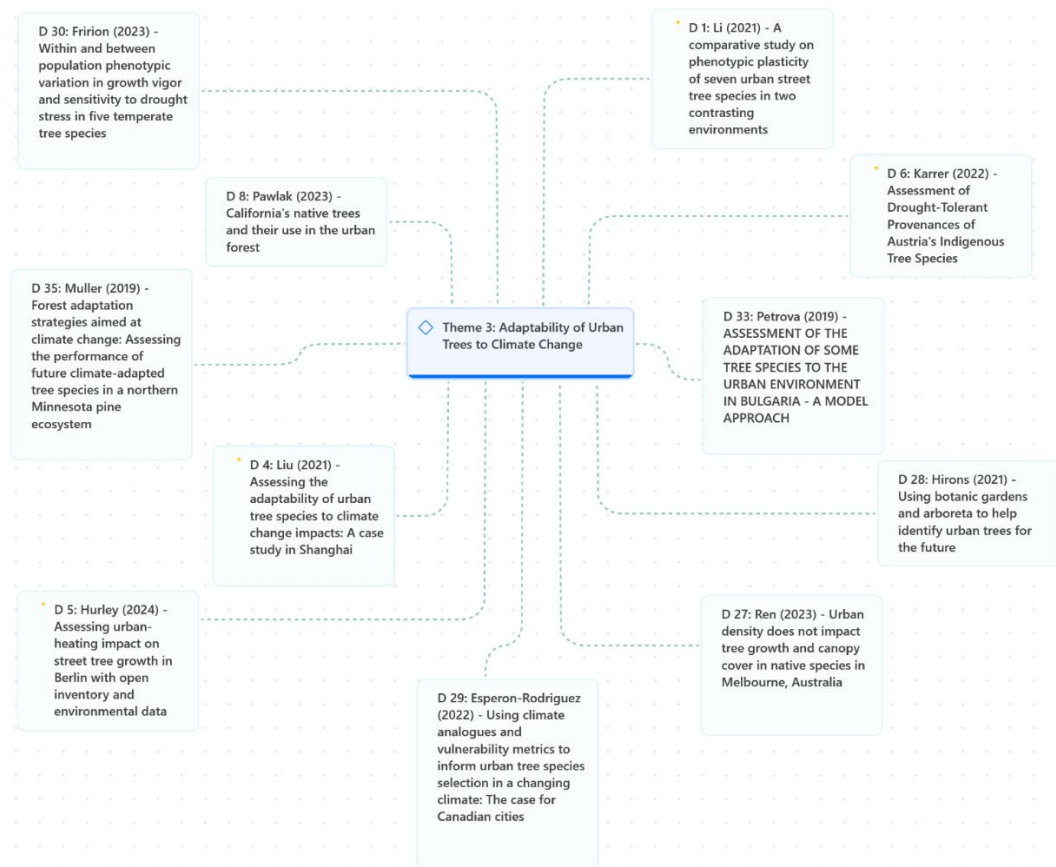 D 30: Fririon (2023) -
Within and between
population phenotypic
variation in growth vigor
and sensitivity to drought
stress in five temperate
tree species
D 1: Li (2021) - A
comparative study on
phenotypic plasticity
of seven urban street
tree species in two
contrasting
environments
D 8: Pawlak (2023) -
California's native trees
and their use in the urban
forest
D 6: Karrer (2022) -
Assessment of
Drought-Tolerant
Provenances of
Austria's Indigenous
Tree Species
D 35: Muller (2019) -
Forest adaptation
strategies aimed at
climate change: Assessing
the performance of
future climate-adapted
tree species in a northern
Minnesota pine
ecosystem
Theme 3: Adaptability of Urban
Trees to Climate Change
D 33: Petrova (2019) -
ASSESSMENT OF THE
ADAPTATION OF SOME
TREE SPECIES TO THE
URBAN ENVIRONMENT
IN BULGARIA - A MODEL
APPROACH
D 4: Liu (2021) -
Assessing the
adaptability of urban
tree species to climate
change impacts: A case
study in Shanghai
D 28: Hirons (2021) -
Using botanic gardens
and arboreta to help
identify urban trees for
the future
D 5: Hurley (2024) -
Assessing urban-
heating impact on
street tree growth in
Berlin with open
inventory and
environmental data
D 27: Ren (2023) - Urban
density does not impact
tree growth and canopy
cover in native species in
Melbourne, Australia
D 29: Esperon-Rodriguez
(2022) - Using climate
analogues and
vulnerability metrics to
inform urban tree species
selection in a changing
climate: The case for
Canadian cities